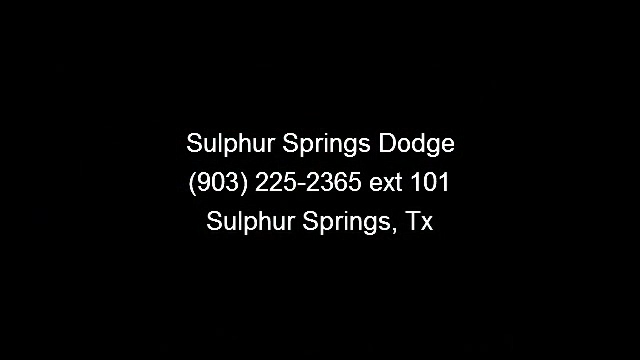 Sulphur Springs Dodge
(903) 225-2365 ext 101
Sulphur Springs, Tx